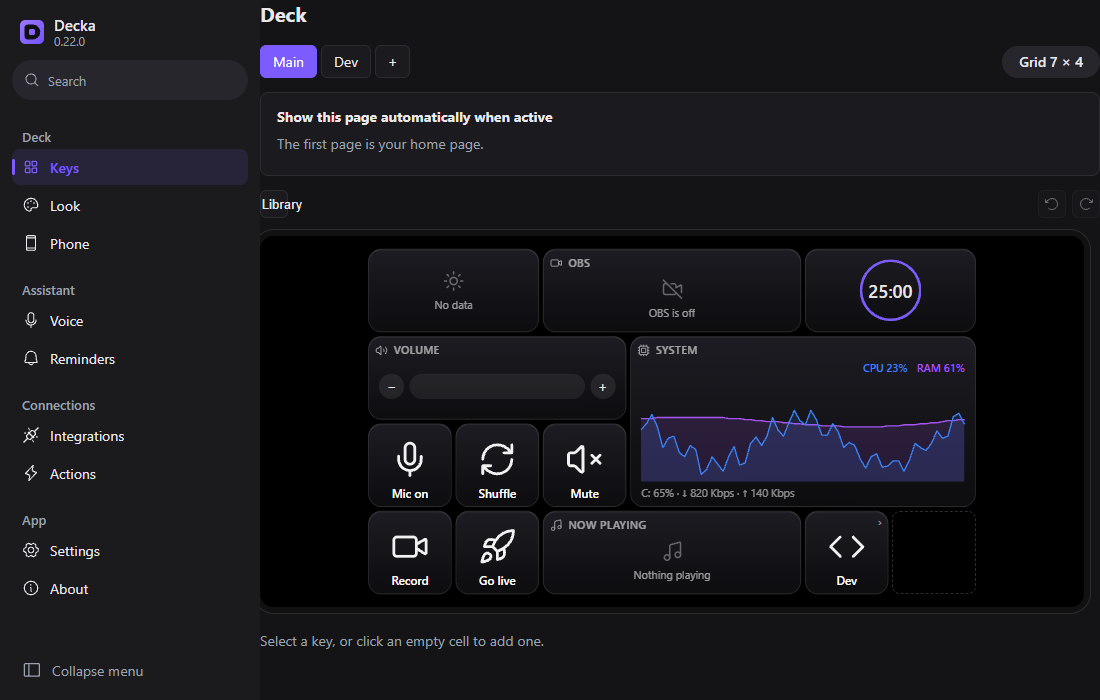 Decka
0.22.0
Search
Deck
Keys
Look
Phone
Assistant
Voice
Reminders
Connections
Integrations
Actions
App
Settings
About
Collapse menu
Deck
Main Dev + Grid 7 × 4
Show this page automatically when active
The first page is your home page.
Library
No data
OBS
OBS is off
25:00
VOLUME
− +
SYSTEM
CPU 23% RAM 61%
C: 65% · ↓ 820 Kbps · ↑ 140 Kbps
Mic on
Shuffle
Mute
Record
Go live
NOW PLAYING
Nothing playing
Dev
Select a key, or click an empty cell to add one.